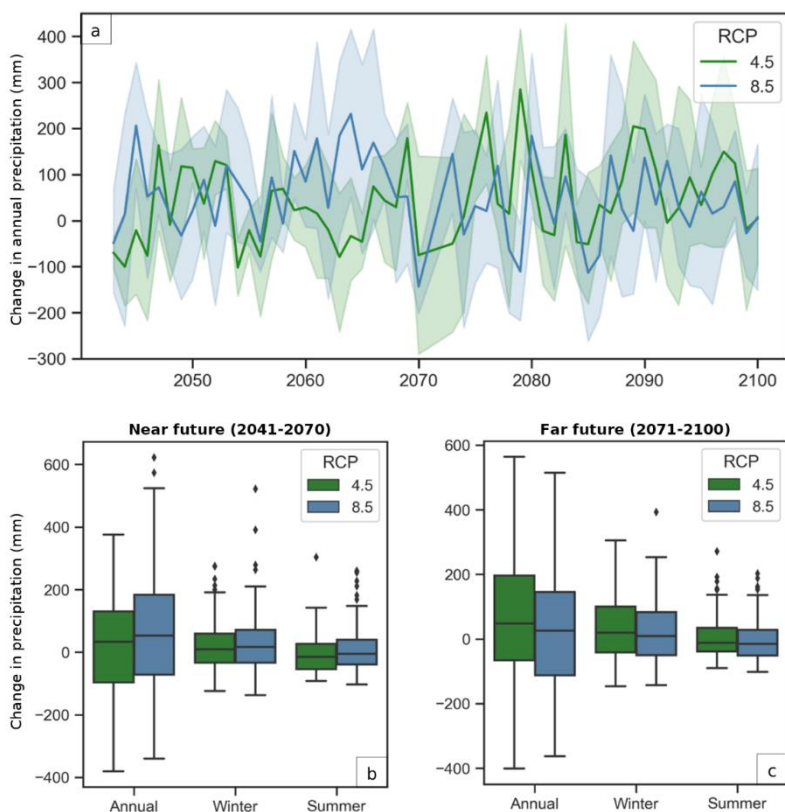 a
RCP
4.5
8.5
Change in annual precipitation (mm)
400
300
200
100
0
−100
−200
−300
2050 2060 2070 2080 2090 2100
Near future (2041-2070)
RCP
4.5
8.5
Change in precipitation (mm)
600
400
200
0
−200
−400
b
Annual Winter Summer
Far future (2071-2100)
RCP
4.5
8.5
600
400
200
0
−200
−400
c
Annual Winter Summer